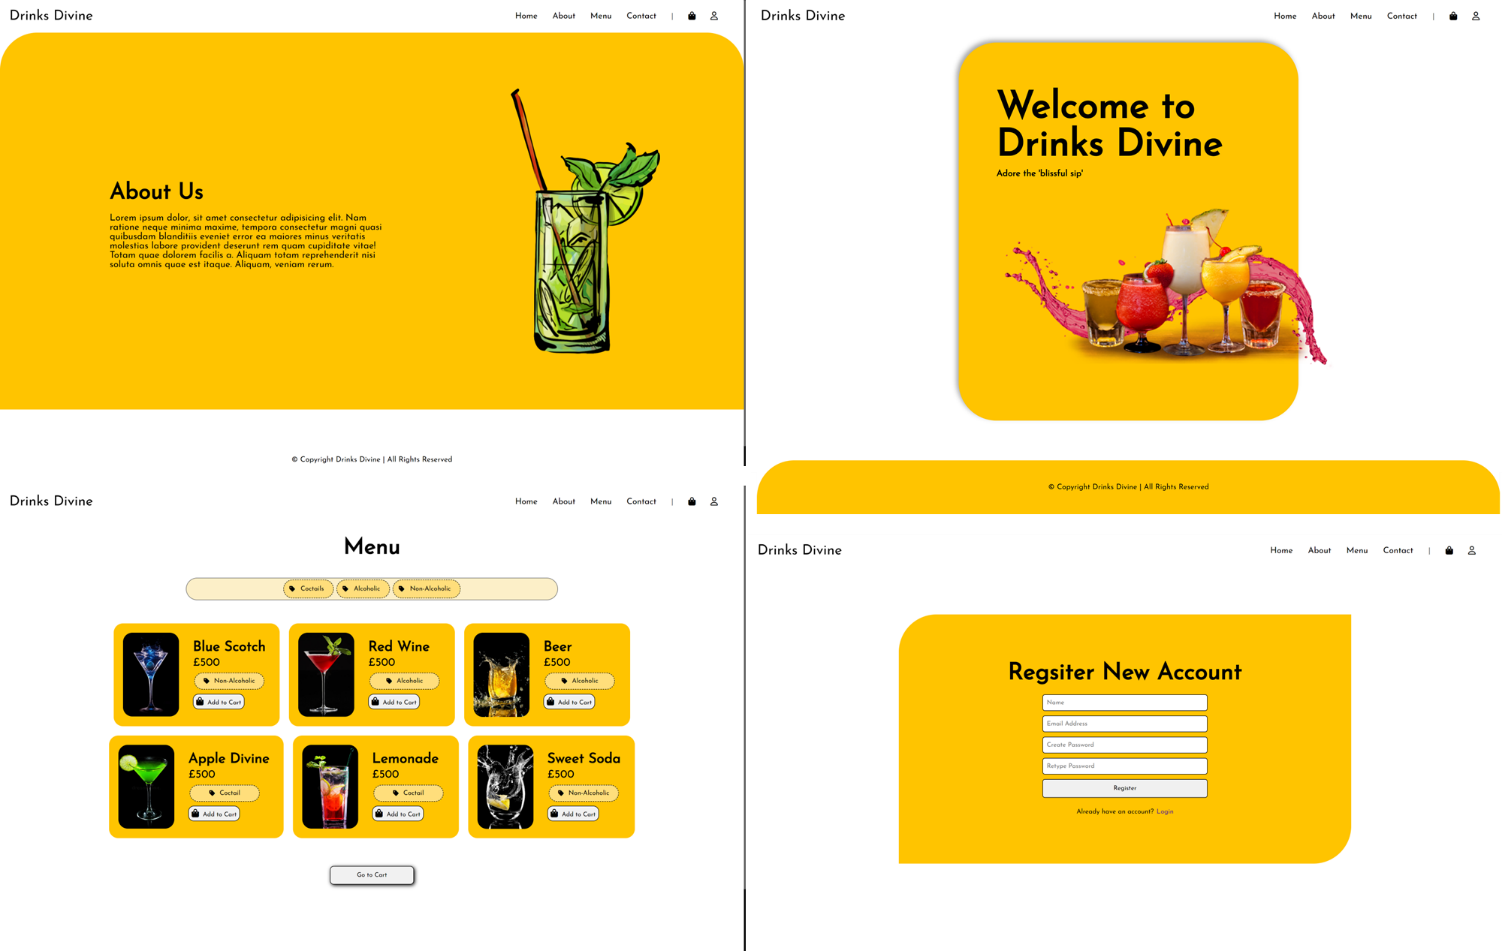 Drinks Divine
Home About Menu Contact |
About Us
Lorem ipsum dolor, sit amet consectetur adipisicing elit. Nam
ratione neque minima maxime, tempora consectetur magni quasi
quibusdam blanditiis eveniet error ea maiores minus veritatis
molestias labore provident deserunt rem quam cupiditate vitae!
Totam quae dolorem facilis a. Aliquam totam reprehenderit nisi
soluta omnis quae est itaque. Aliquam, veniam rerum.
© Copyright Drinks Divine | All Rights Reserved
Drinks Divine
Home About Menu Contact |
Welcome to
Drinks Divine
Adore the 'blissful sip'
© Copyright Drinks Divine | All Rights Reserved
Drinks Divine
Home About Menu Contact |
Menu
Coctails Alcoholic Non-Alcoholic
Blue Scotch
£500
Non-Alcoholic
Add to Cart
Red Wine
£500
Alcoholic
Add to Cart
Beer
£500
Alcoholic
Add to Cart
Apple Divine
£500
Coctail
Add to Cart
Lemonade
£500
Coctail
Add to Cart
Sweet Soda
£500
Non-Alcoholic
Add to Cart
Go to Cart
Drinks Divine
Home About Menu Contact |
Regsiter New Account
Name
Email Address
Create Password
Retype Password
Register
Already have an account? Login